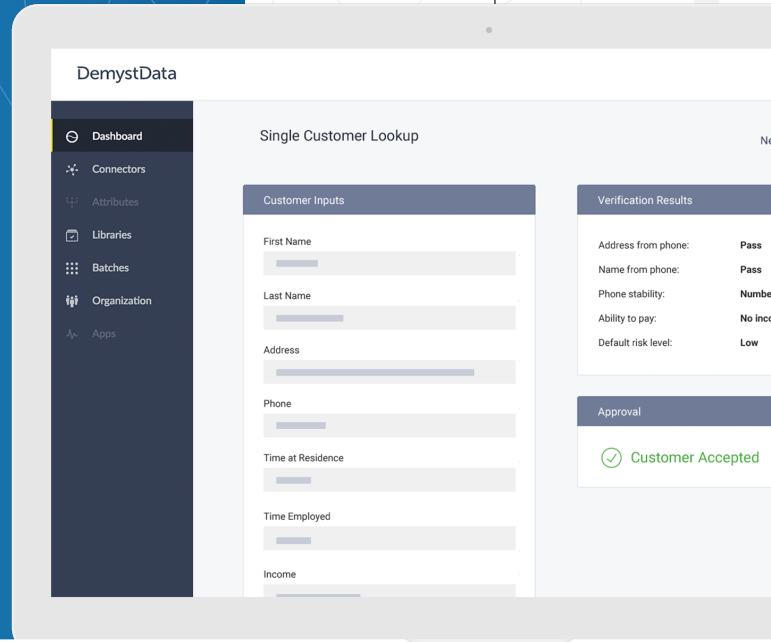 DemystData
Dashboard
Connectors
Attributes
Libraries
Batches
Organization
Apps
Single Customer Lookup
Customer Inputs
First Name
Last Name
Address
Phone
Time at Residence
Time Employed
Income
Verification Results
Address from phone: Pass
Name from phone: Pass
Phone stability:
Ability to pay: No
Default risk level: Low
Approval
Customer Accepted